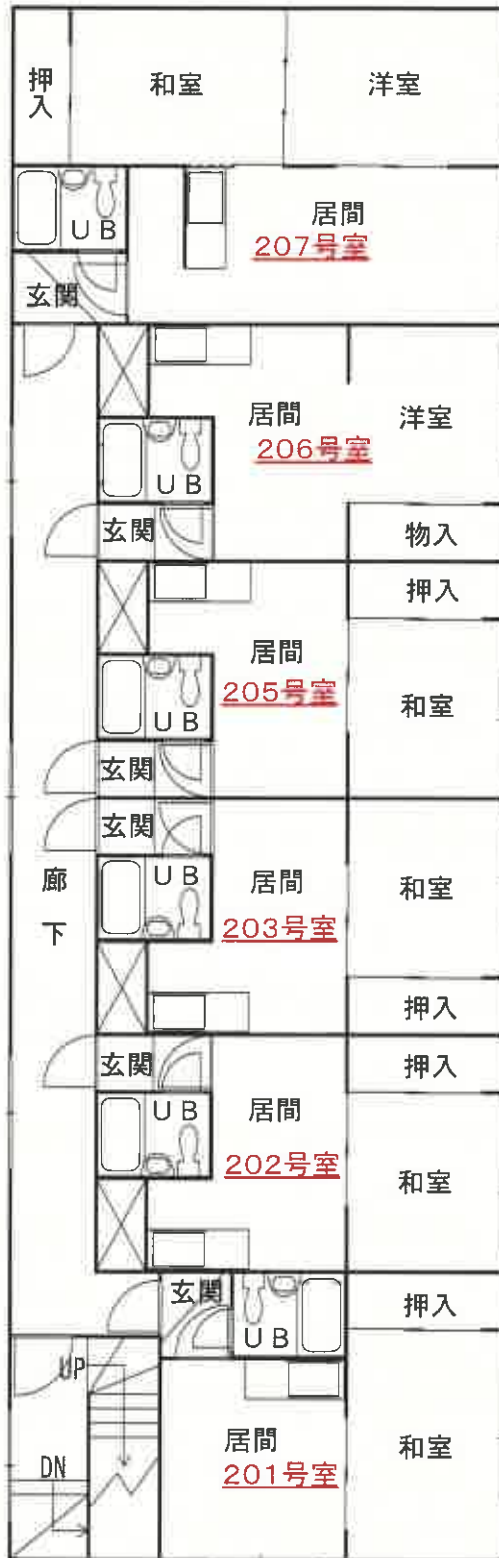 押入
和室
洋室
UB
居間
207号室
玄関
居間
洋室
206号室
UB
玄関
物入
押入
居間
205号室
和室
UB
玄関
玄関
UB
居間
和室
廊下
203号室
押入
玄関
押入
UB
居間
202号室
和室
玄関
押入
UB
UP
居間
和室
DN
201号室